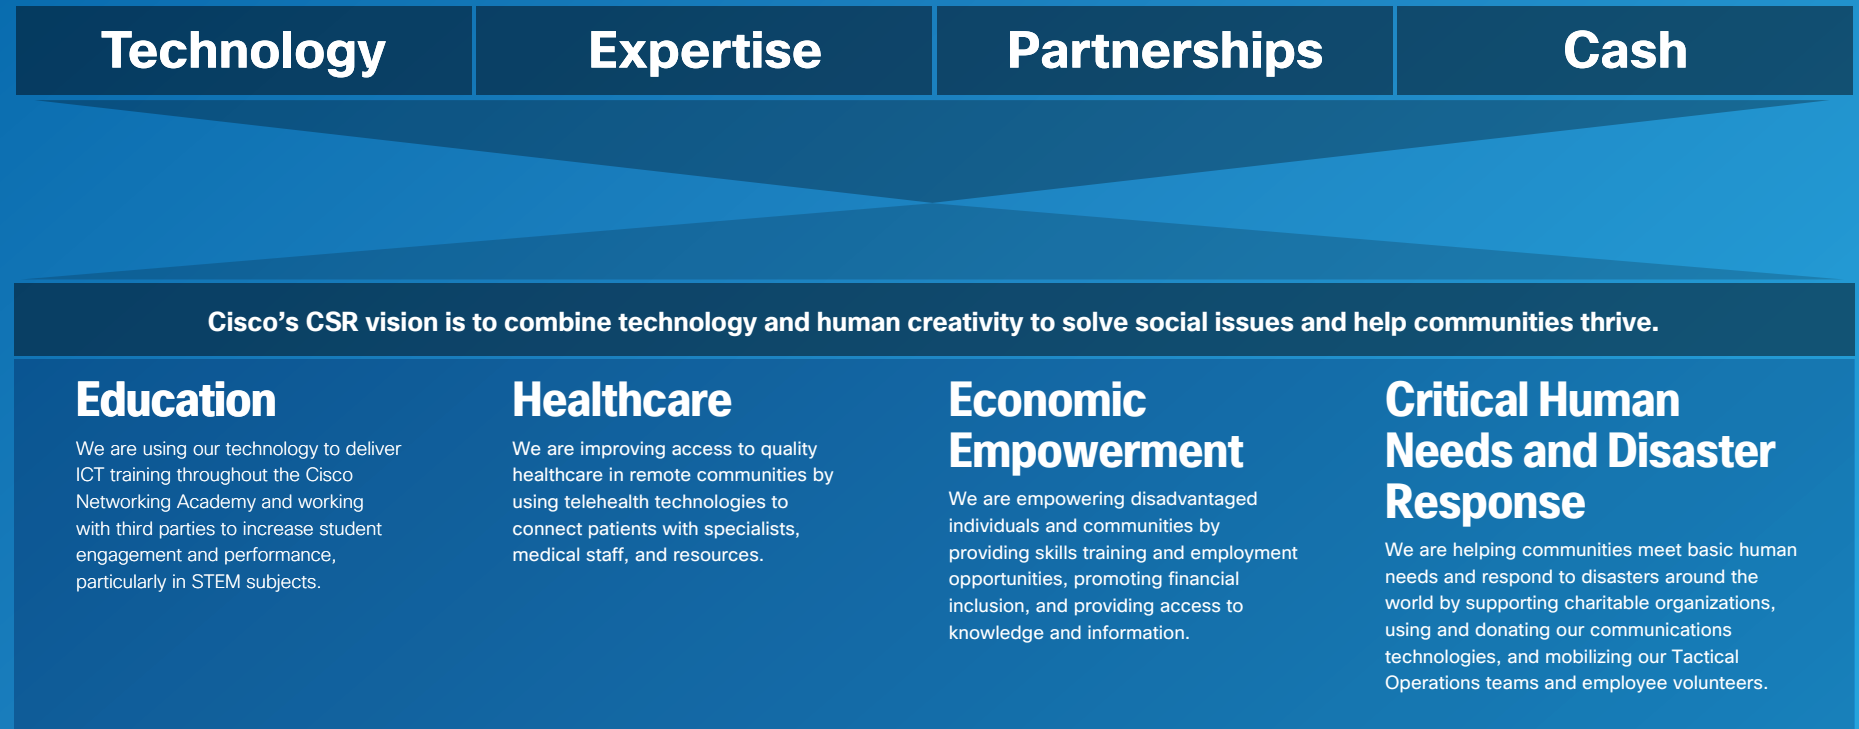 Technology
Expertise
Partnerships
Cash
Cisco’s CSR vision is to combine technology and human creativity to solve social issues and help communities thrive.
Education
We are using our technology to deliver
ICT training throughout the Cisco
Networking Academy and working
with third parties to increase student
engagement and performance,
particularly in STEM subjects.
Healthcare
We are improving access to quality
healthcare in remote communities by
using telehealth technologies to
connect patients with specialists,
medical staff, and resources.
Economic
Empowerment
We are empowering disadvantaged
individuals and communities by
providing skills training and employment
opportunities, promoting financial
inclusion, and providing access to
knowledge and information.
Critical Human
Needs and Disaster
Response
We are helping communities meet basic human
needs and respond to disasters around the
world by supporting charitable organizations,
using and donating our communications
technologies, and mobilizing our Tactical
Operations teams and employee volunteers.